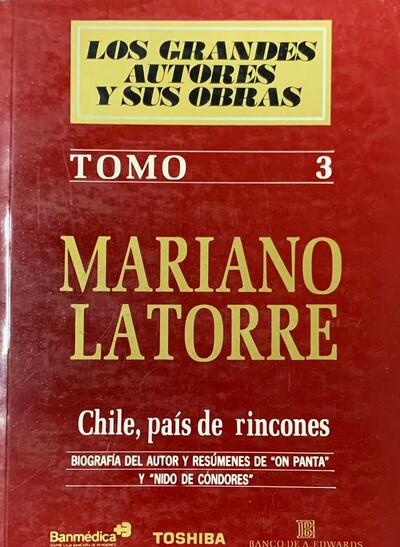 LOS GRANDES
AUTORES
Y SUS OBRAS
TOMO 3
MARIANO
LATORRE
Chile, país de rincones
BIOGRAFÍA DEL AUTOR Y RESÚMENES DE “ON PANTA”
Y “NIDO DE CÓNDORES”
Banmédica
TOSHIBA
BANCO DE A. EDWARDS